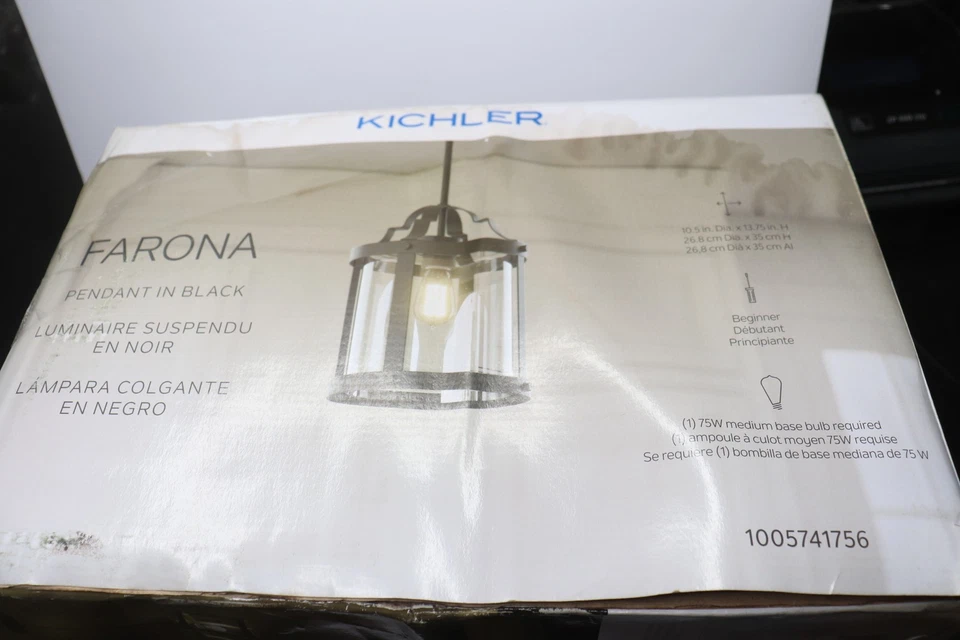 KICHLER
FARONA
PENDANT IN BLACK
LUMINAIRE SUSPENDU
EN NOIR
LÁMPARA COLGANTE
EN NEGRO
10.5 in. Dia. x 13.75 in. H
26,8 cm Dia. x 35 cm H
26,8 cm Dia x 35 cm Al
Beginner
Débutant
Principiante
(1) 75W medium base bulb required
(1) ampoule à culot moyen 75W requise
Se requiere (1) bombilla de base mediana de 75 W
1005741756